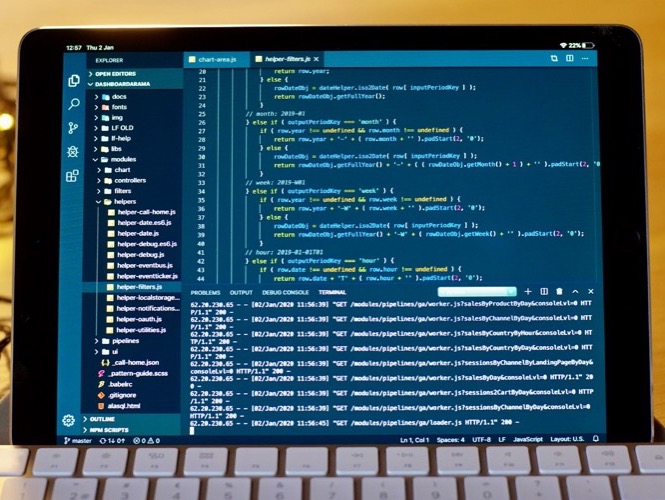 12:57 Thu 2 Jan
22%
EXPLORER
OPEN EDITORS
DASHBOARDARAMA
docs
fonts
img
LF OLD
lf-help
libs
modules
chart
controllers
filters
helpers
helper-call-home.js
helper-date.es6.js
helper-date.js
helper-debug.es6.js
helper-debug.js
helper-eventbus.js
helper-eventticker.js
helper-filters.js
helper-localstorage...
helper-notifications...
helper-oauth.js
helper-utilities.js
pipelines
ui
_call-home.json
_pattern-guide.scss
.babelrc
.gitignore
alasql.html
OUTLINE
NPM SCRIPTS
chart-area.js helper-filters.js
20 return row.year;
21 } else {
22 rowDateObj = dateHelper.iso2Date( row[ inputPeriodKey ] );
23 return rowDateObj.getFullYear();
24 }
25 // month: 2019-01
26 } else if ( outputPeriodKey === "month" ) {
27 if ( row.year !== undefined && row.month !== undefined ) {
28 return row.year + '-' + ( row.month + '' ).padStart(2, '0');
29 } else {
30 rowDateObj = dateHelper.iso2Date( row[ inputPeriodKey ] );
31 return rowDateObj.getFullYear() + '-' + ( ( rowDateObj.getMonth() + 1 ) + '' ).padStart(2, '0
32
33 // week: 2019-W01
34 } else if ( outputPeriodKey === "week" ) {
35 if ( row.year !== undefined && row.week !== undefined ) {
36 return row.year + '-W' + ( row.week + '' ).padStart(2, '0');
37 } else {
38 rowDateObj = dateHelper.iso2Date( row[ inputPeriodKey ] );
39 return rowDateObj.getFullYear() + '-W' + ( rowDateObj.getWeek() + '' ).padStart(2, '0');
40 }
41 // hour: 2019-01-01T01
42 } else if ( outputPeriodKey === "hour" ) {
43 if ( row.date !== undefined && row.hour !== undefined ) {
44 return row.date + 'T' + ( row.hour + '' ).padStart(2, '0');
PROBLEMS OUTPUT DEBUG CONSOLE TERMINAL
62.20.230.65 - - [02/Jan/2020 11:56:39] "GET /modules/pipelines/ga/worker.js?salesByProductByDay&consoleLvl=0 HT
TP/1.1" 200 -
62.20.230.65 - - [02/Jan/2020 11:56:39] "GET /modules/pipelines/ga/worker.js?salesByChannelByDay&consoleLvl=0 HT
TP/1.1" 200 -
62.20.230.65 - - [02/Jan/2020 11:56:39] "GET /modules/pipelines/ga/worker.js?salesByCountryByHour&consoleLvl=0 H
TTP/1.1" 200 -
62.20.230.65 - - [02/Jan/2020 11:56:39] "GET /modules/pipelines/ga/worker.js?salesByCountryByDay&consoleLvl=0 HT
TP/1.1" 200 -
62.20.230.65 - - [02/Jan/2020 11:56:39] "GET /modules/pipelines/ga/worker.js?sessionsByChannelByLandingPageByDay&
consoleLvl=0 HTTP/1.1" 200 -
62.20.230.65 - - [02/Jan/2020 11:56:39] "GET /modules/pipelines/ga/worker.js?salesByDay&consoleLvl=0 HTTP/1.1" 20
0 -
62.20.230.65 - - [02/Jan/2020 11:56:39] "GET /modules/pipelines/ga/worker.js?sessions2CartByDay&consoleLvl=0 HTTP
/1.1" 200 -
62.20.230.65 - - [02/Jan/2020 11:56:39] "GET /modules/pipelines/ga/worker.js?sessionsByChannelByDay&consoleLvl=0
HTTP/1.1" 200 -
62.20.230.65 - - [02/Jan/2020 11:56:45] "GET /modules/pipelines/ga/loader.js HTTP/1.1" 200 -
master 0 0 Ln 1, Col 1 Spaces: 4 UTF-8 LF JavaScript Layout: U.S.